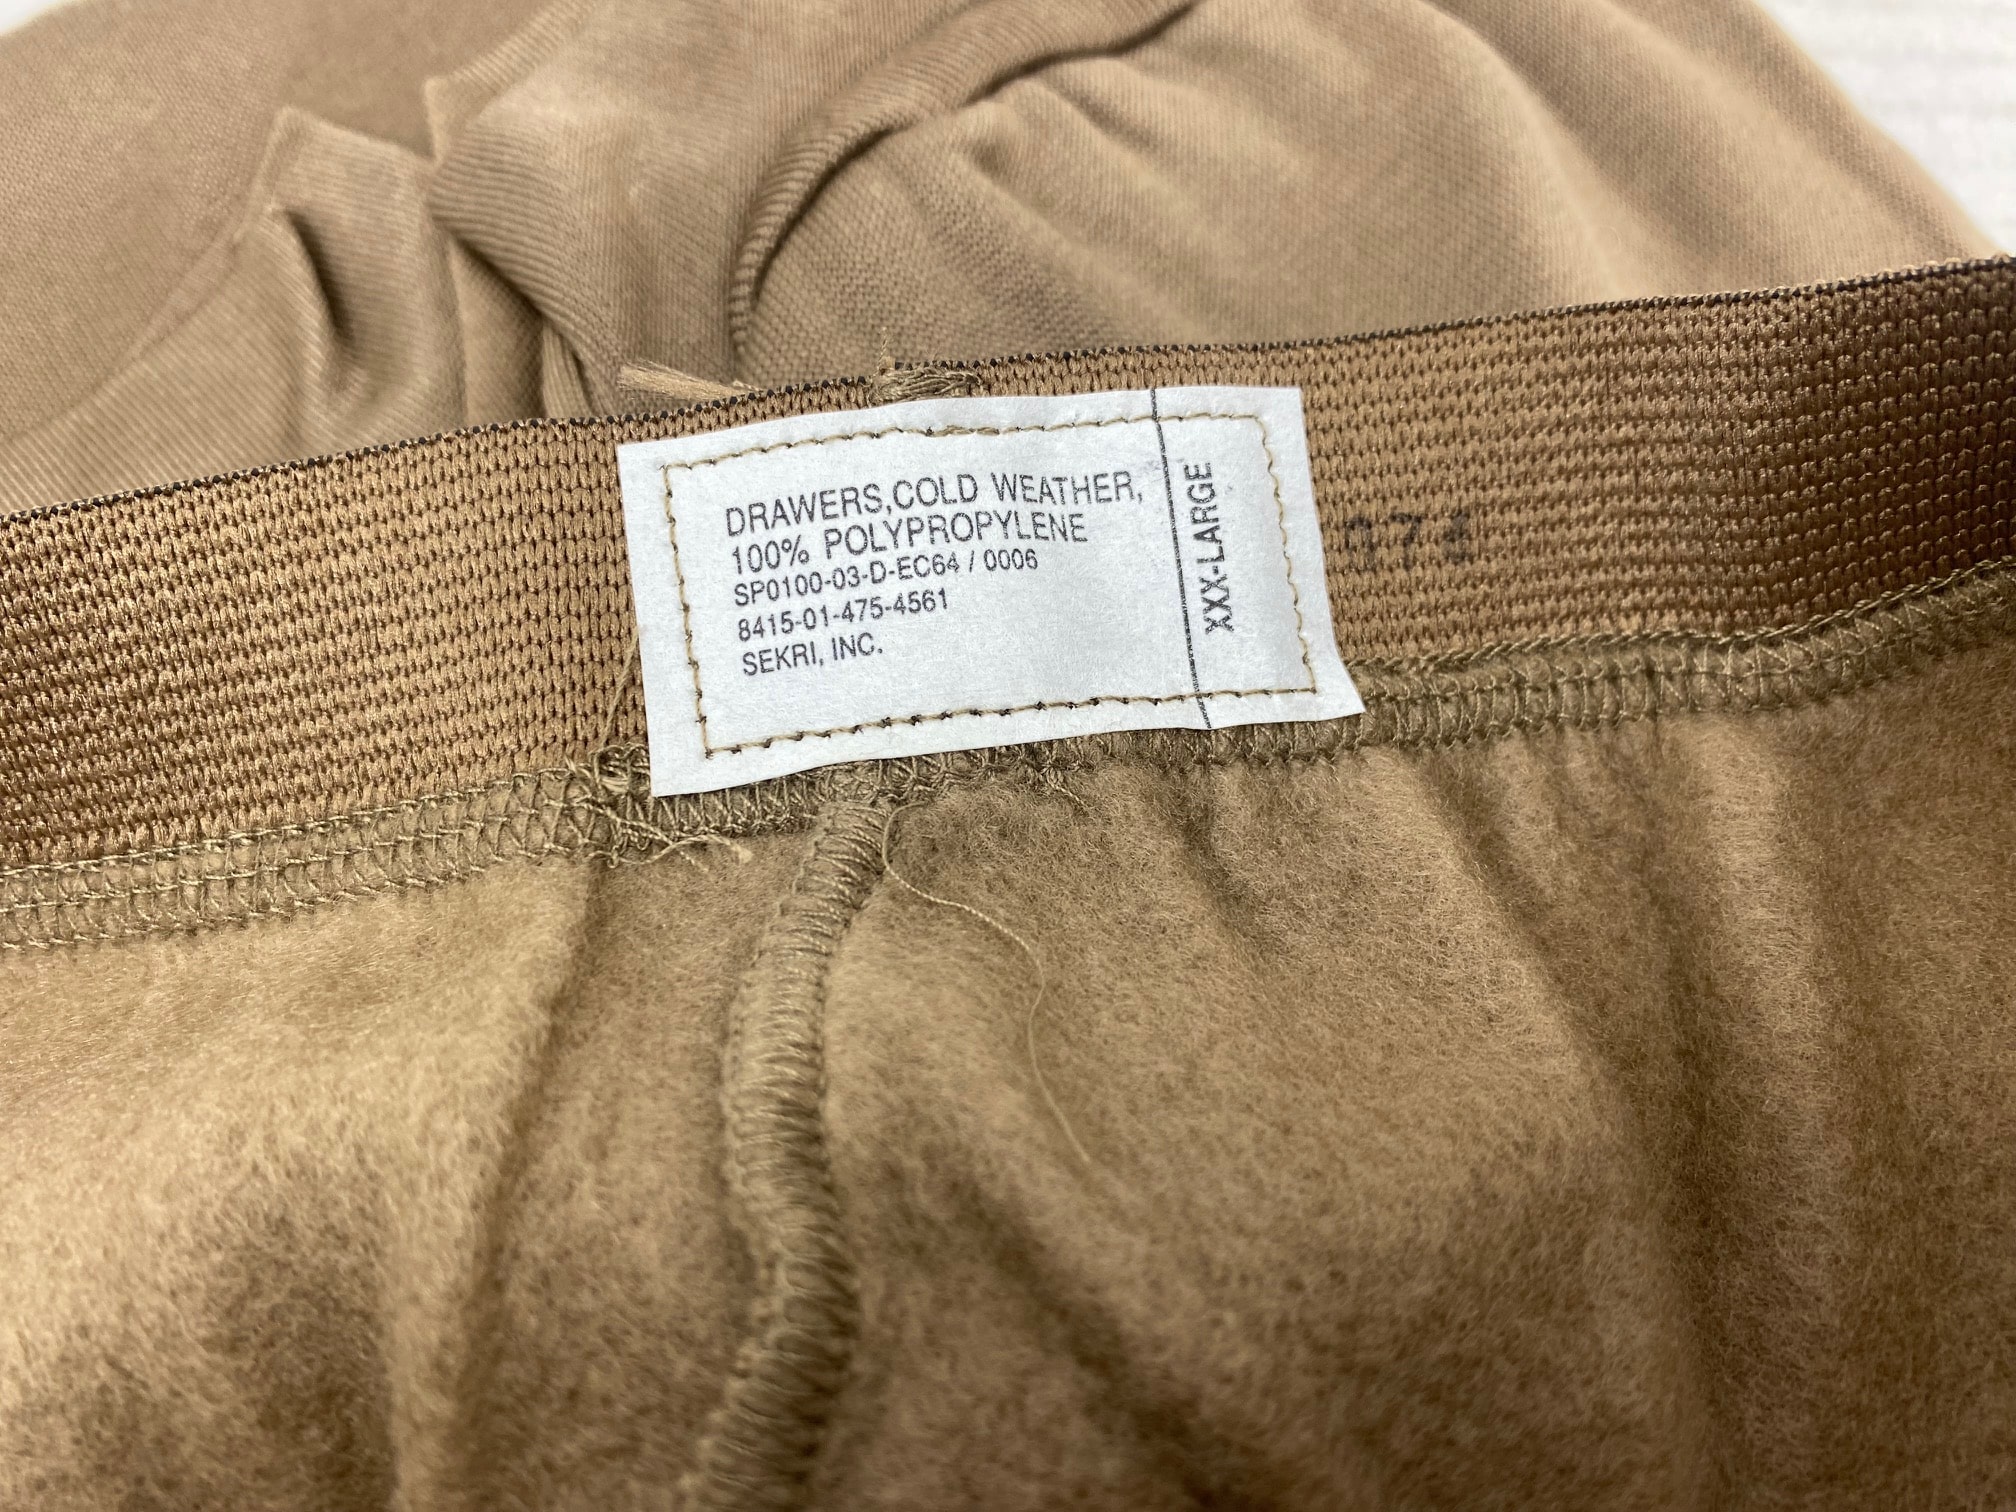 DRAWERS,COLD WEATHER,
100% POLYPROPYLENE
SP0100-03-D-EC64 / 0006
8415-01-475-4561
SEKRI, INC.
XXX-LARGE